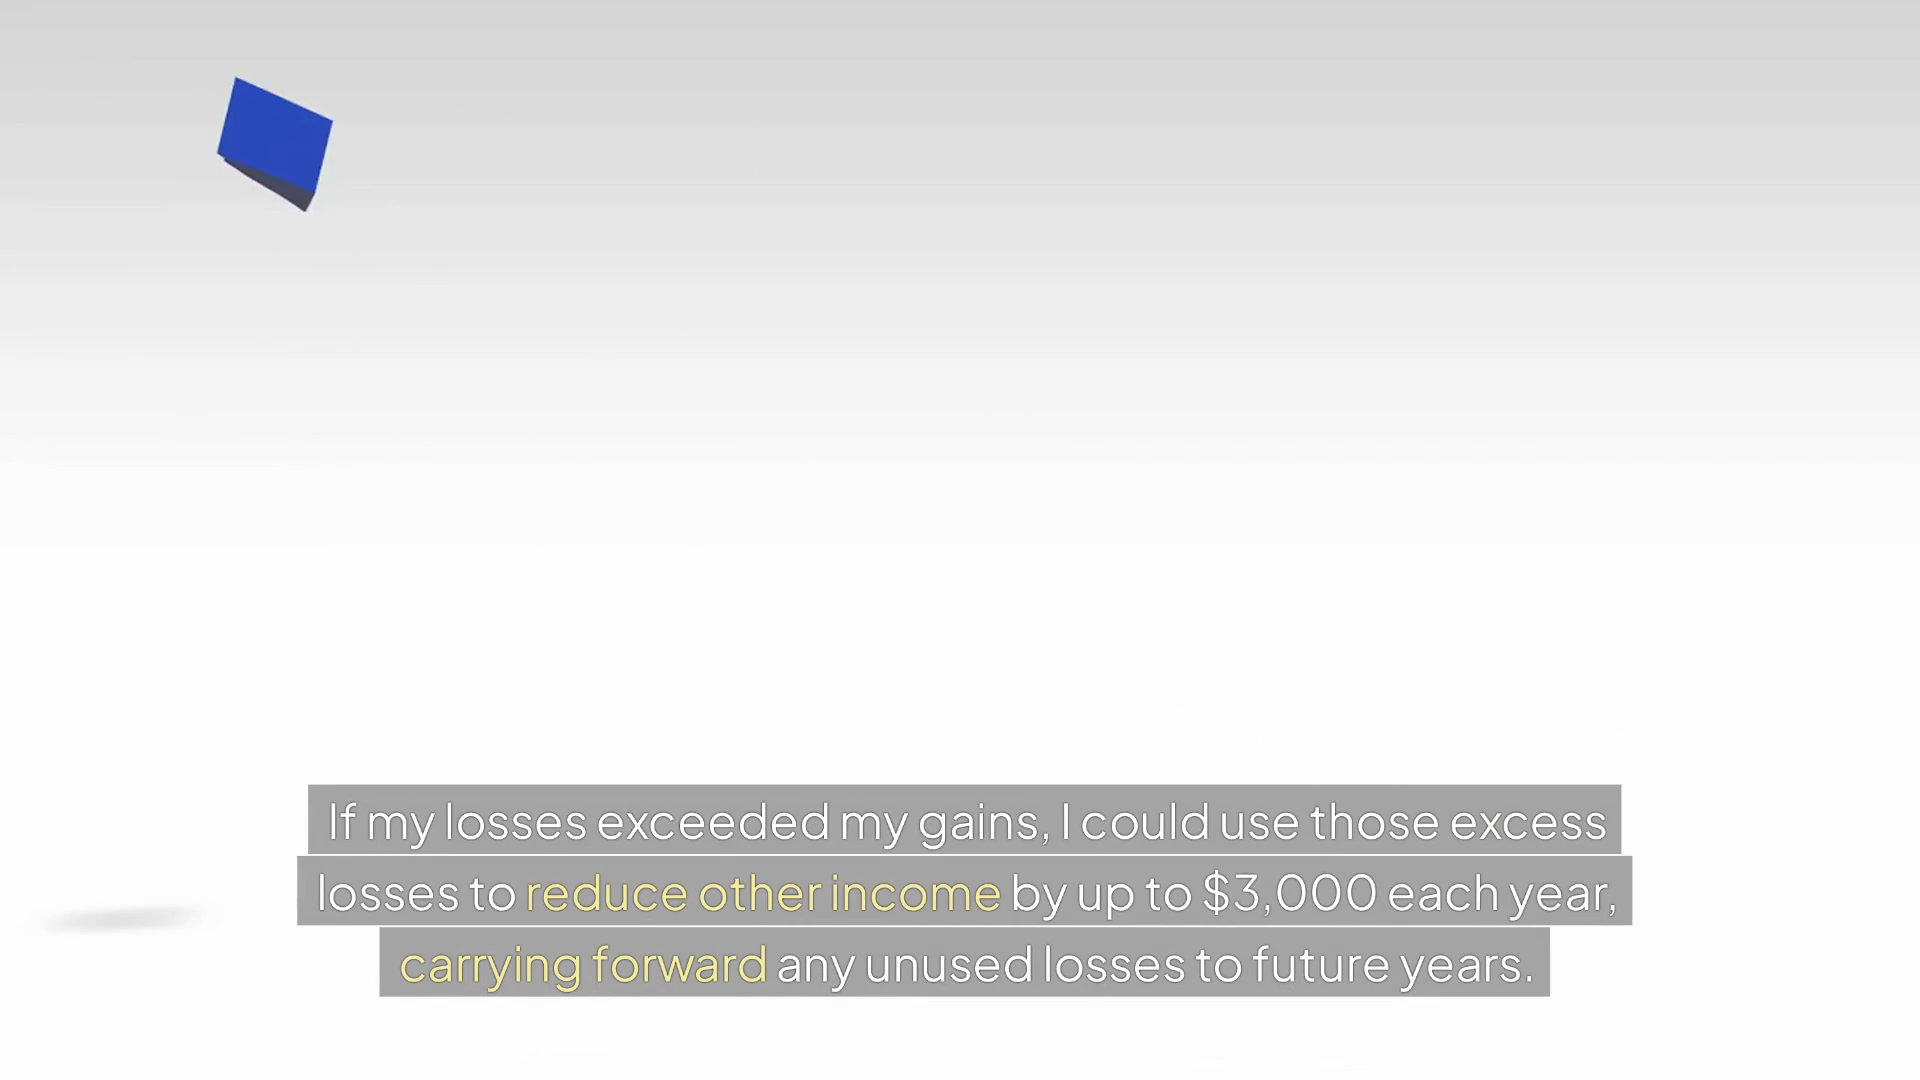 If my losses exceeded my gains, I could use those excess
losses to reduce other income by up to $3,000 each year,
carrying forward any unused losses to future years.